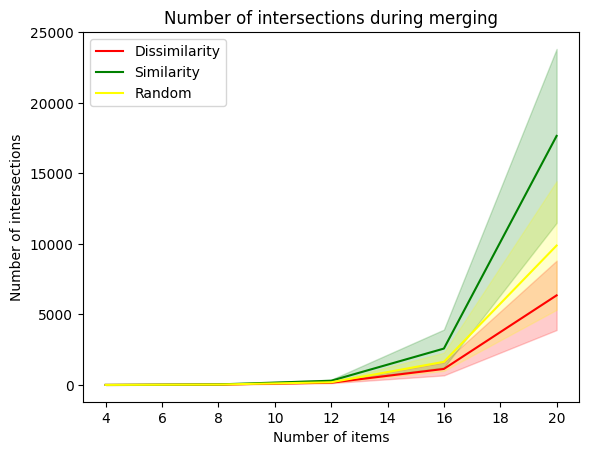 Number of intersections during merging
Dissimilarity
Similarity
Random
Number of intersections
25000
20000
15000
10000
5000
0
4 6 8 10 12 14 16 18 20
Number of items